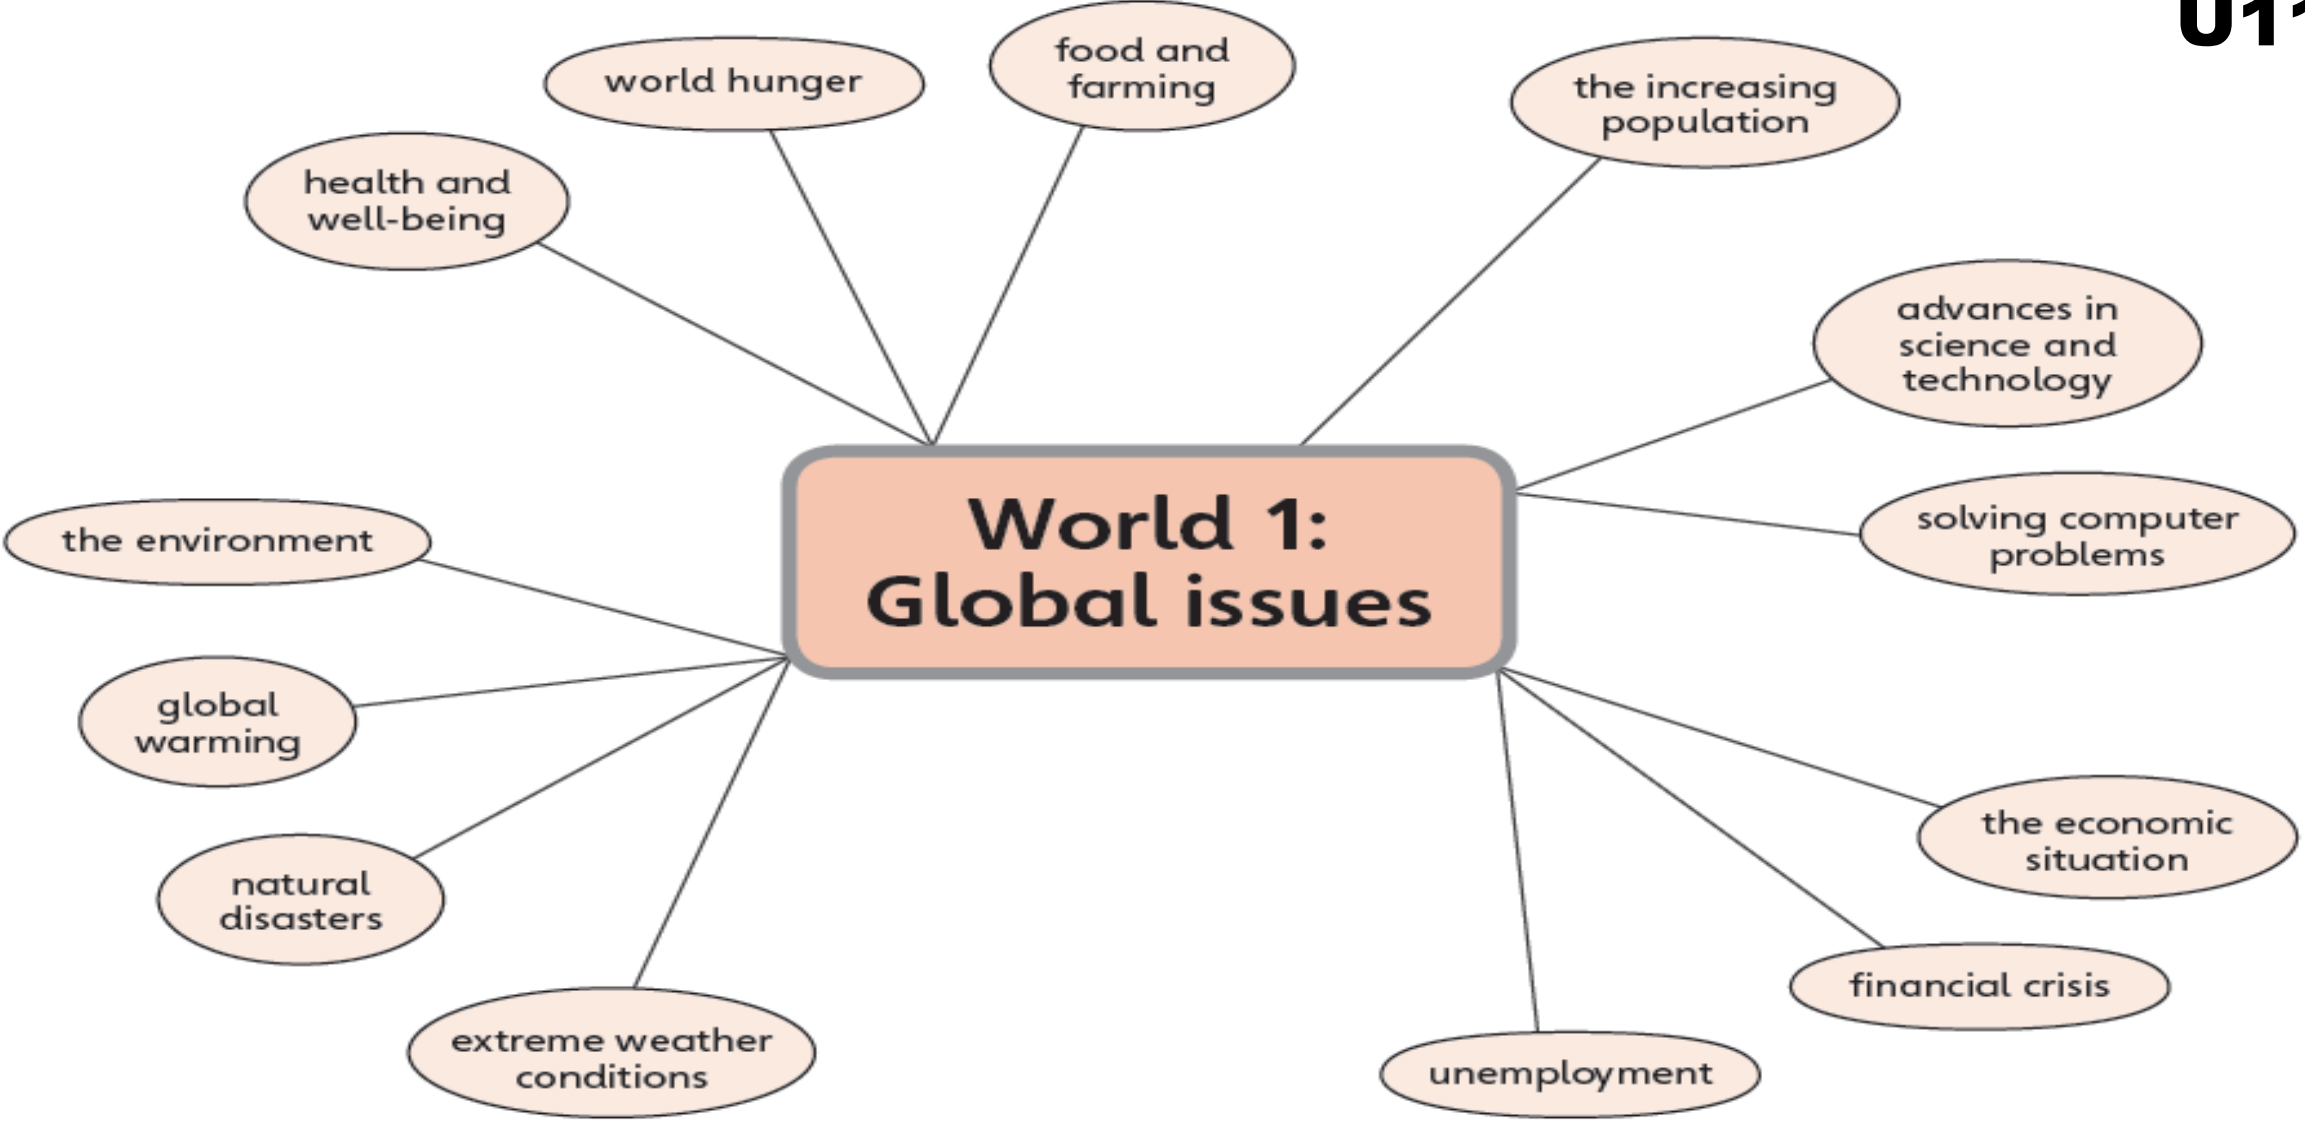 U11
world hunger
food and
farming
the increasing
population
health and
well-being
advances in
science and
technology
World 1:
Global issues
solving computer
problems
the environment
global
warming
natural
disasters
extreme weather
conditions
the economic
situation
financial crisis
unemployment